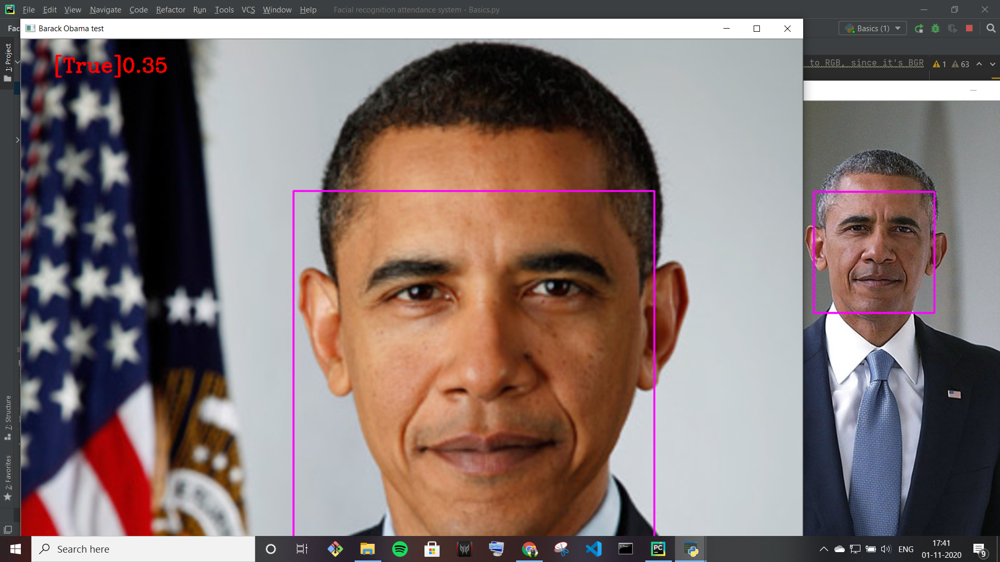 File Edit View Navigate Code Refactor Run Tools VCS Window Help Facial recognition attendance system - Basics.py
Fac
Barack Obama test
Basics (1)
1: Project
[True]0.35
to RGB, since it's BGR
1 63
7: Structure
2: Favorites
Search here
PC
ENG
17:41
01-11-2020
9